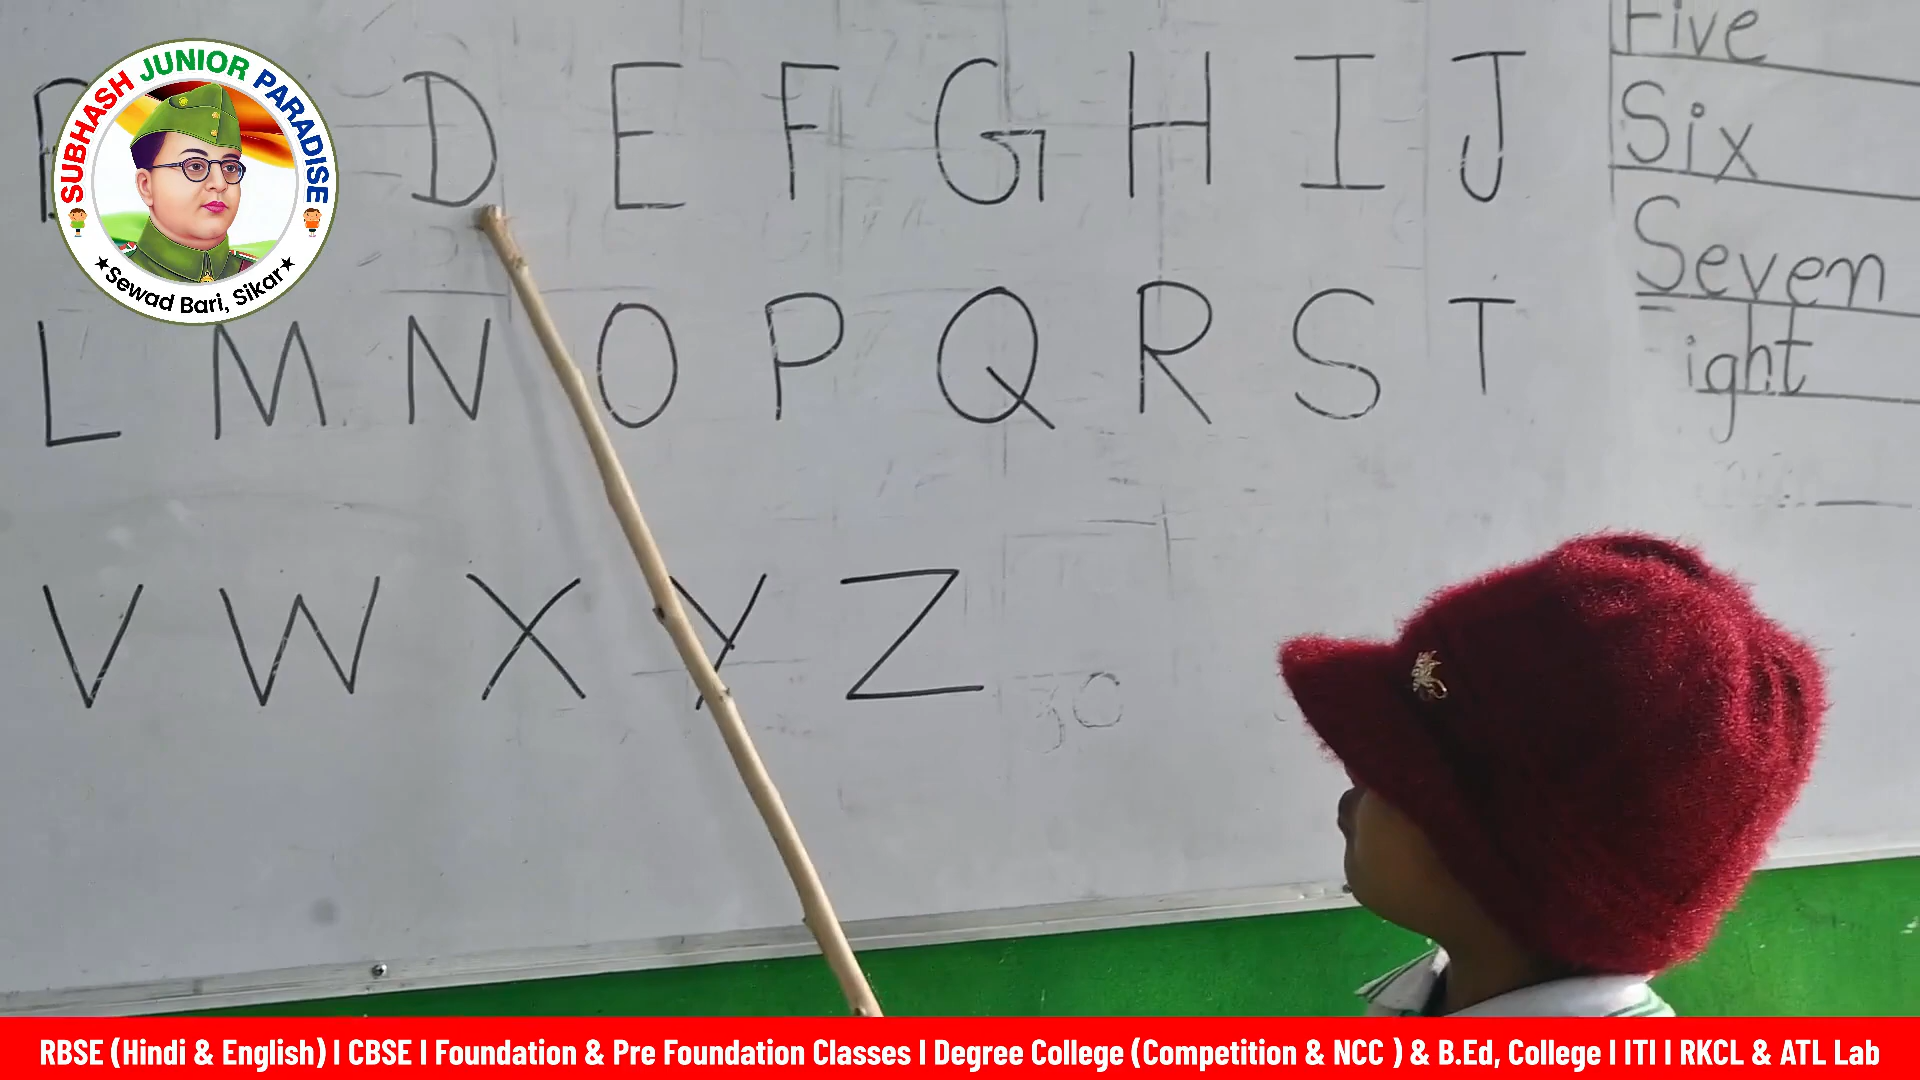 SUBHASH JUNIOR PARADISE
Sewad Bari, Sikar
D E F G H I J
L M N O P Q R S T
V W X Y Z
30
Five
Six
Seven
ight
RBSE (Hindi & English) I CBSE I Foundation & Pre Foundation Classes I Degree College (Competition & NCC ) & B.Ed, College I ITI I RKCL & ATL Lab